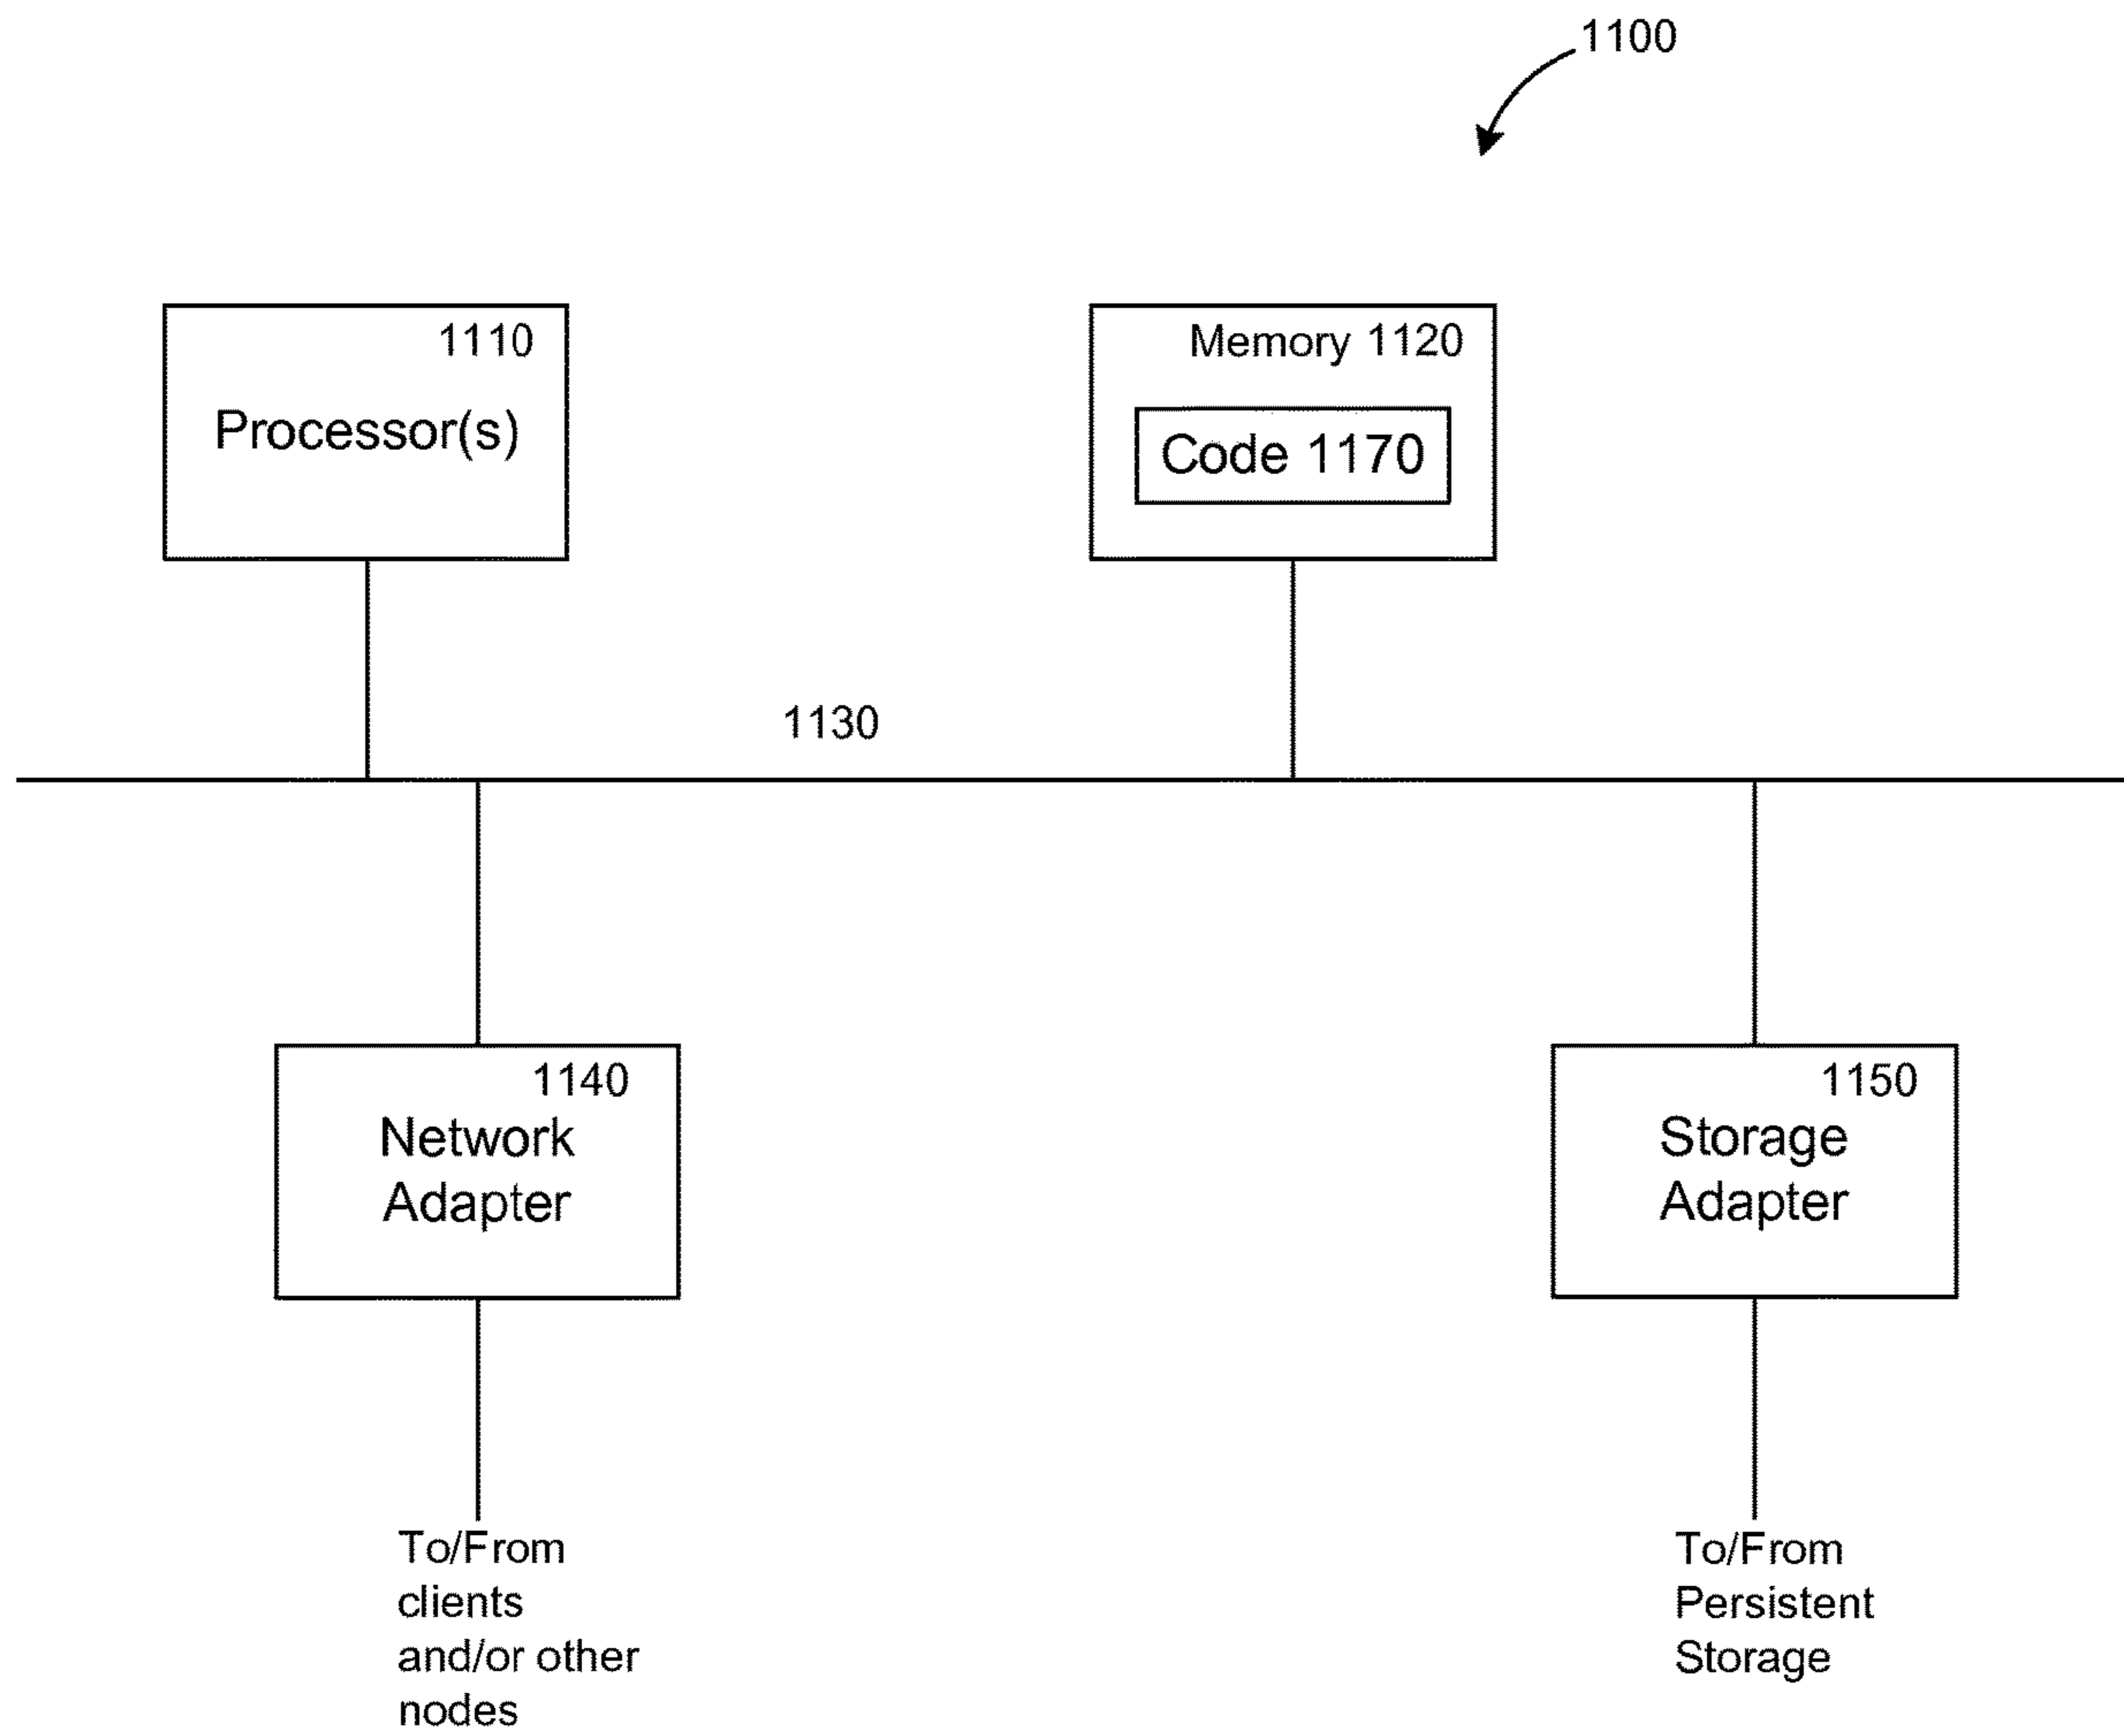 1100
1110
Processor(s)
Memory 1120
Code 1170
1130
1140
Network
Adapter
1150
Storage
Adapter
To/From
clients
and/or other
nodes
To/From
Persistent
Storage